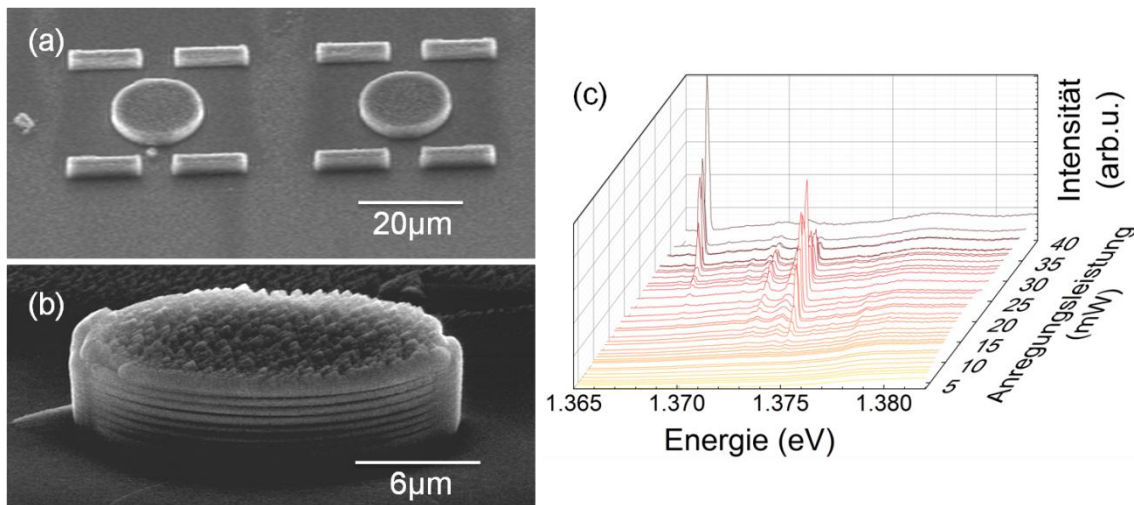 (a)
20µm
(b)
6µm
(c)
Intensität
(arb.u.)
40
35
30
25
20
15
10
5
Anregungsleistung
(mW)
1.365
1.370
1.375
1.380
Energie (eV)